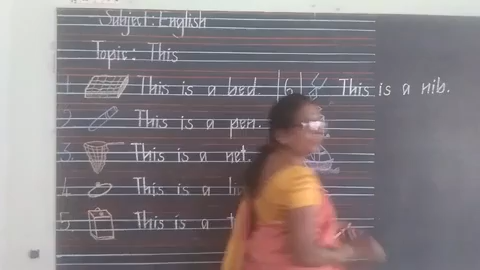 Subject: English
Topic: This
1. This is a bed. 6 This is a nib.
2. This is a pen.
3. This is a net.
4. This is a
5. This is a